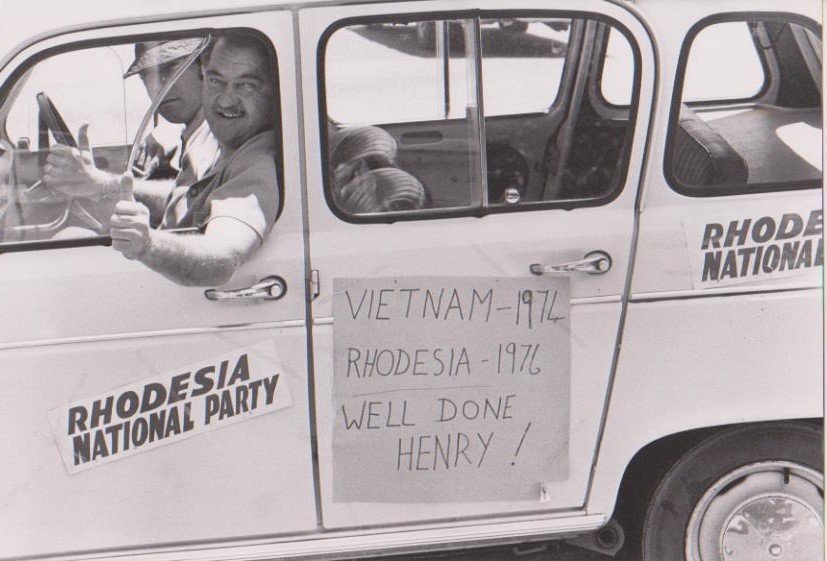 RHODESIA
NATIONAL PARTY
VIETNAM-1974
RHODESIA-1976
WELL DONE
HENRY!
RHODE
NATIONAL